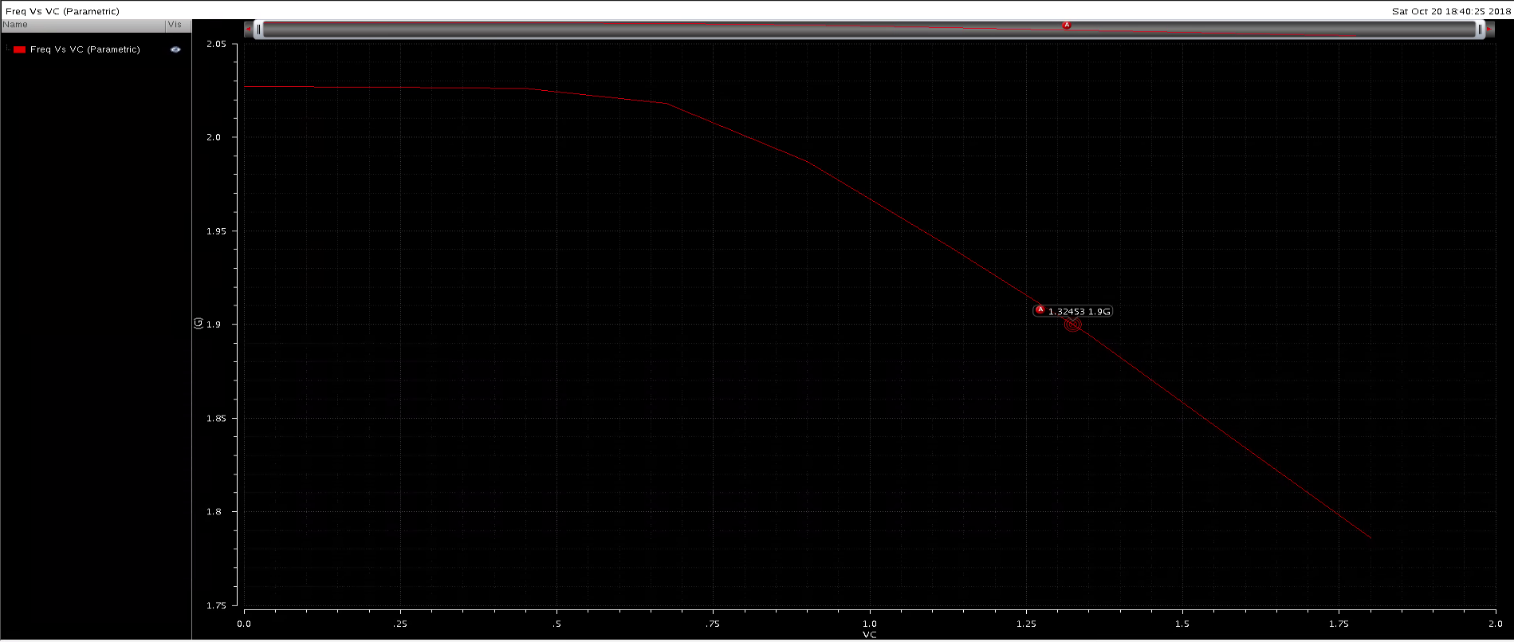 Freq Vs VC (Parametric) Sat Oct 20 18:40:25 2018
Name Vis
Freq Vs VC (Parametric)
A
2.05
2.0
1.95
(G)
1.9
1.85
1.8
1.75
A 1.32453 1.9G
0.0 .25 .5 .75 1.0 1.25 1.5 1.75 2.0
VC